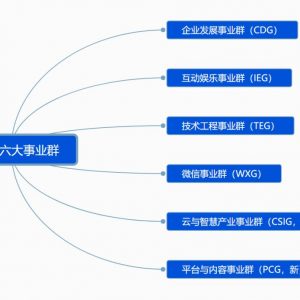 六大事业群
企业发展事业群（CDG）
互动娱乐事业群（IEG）
技术工程事业群（TEG）
微信事业群（WXG）
云与智慧产业事业群（CSIG，
平台与内容事业群（PCG，新